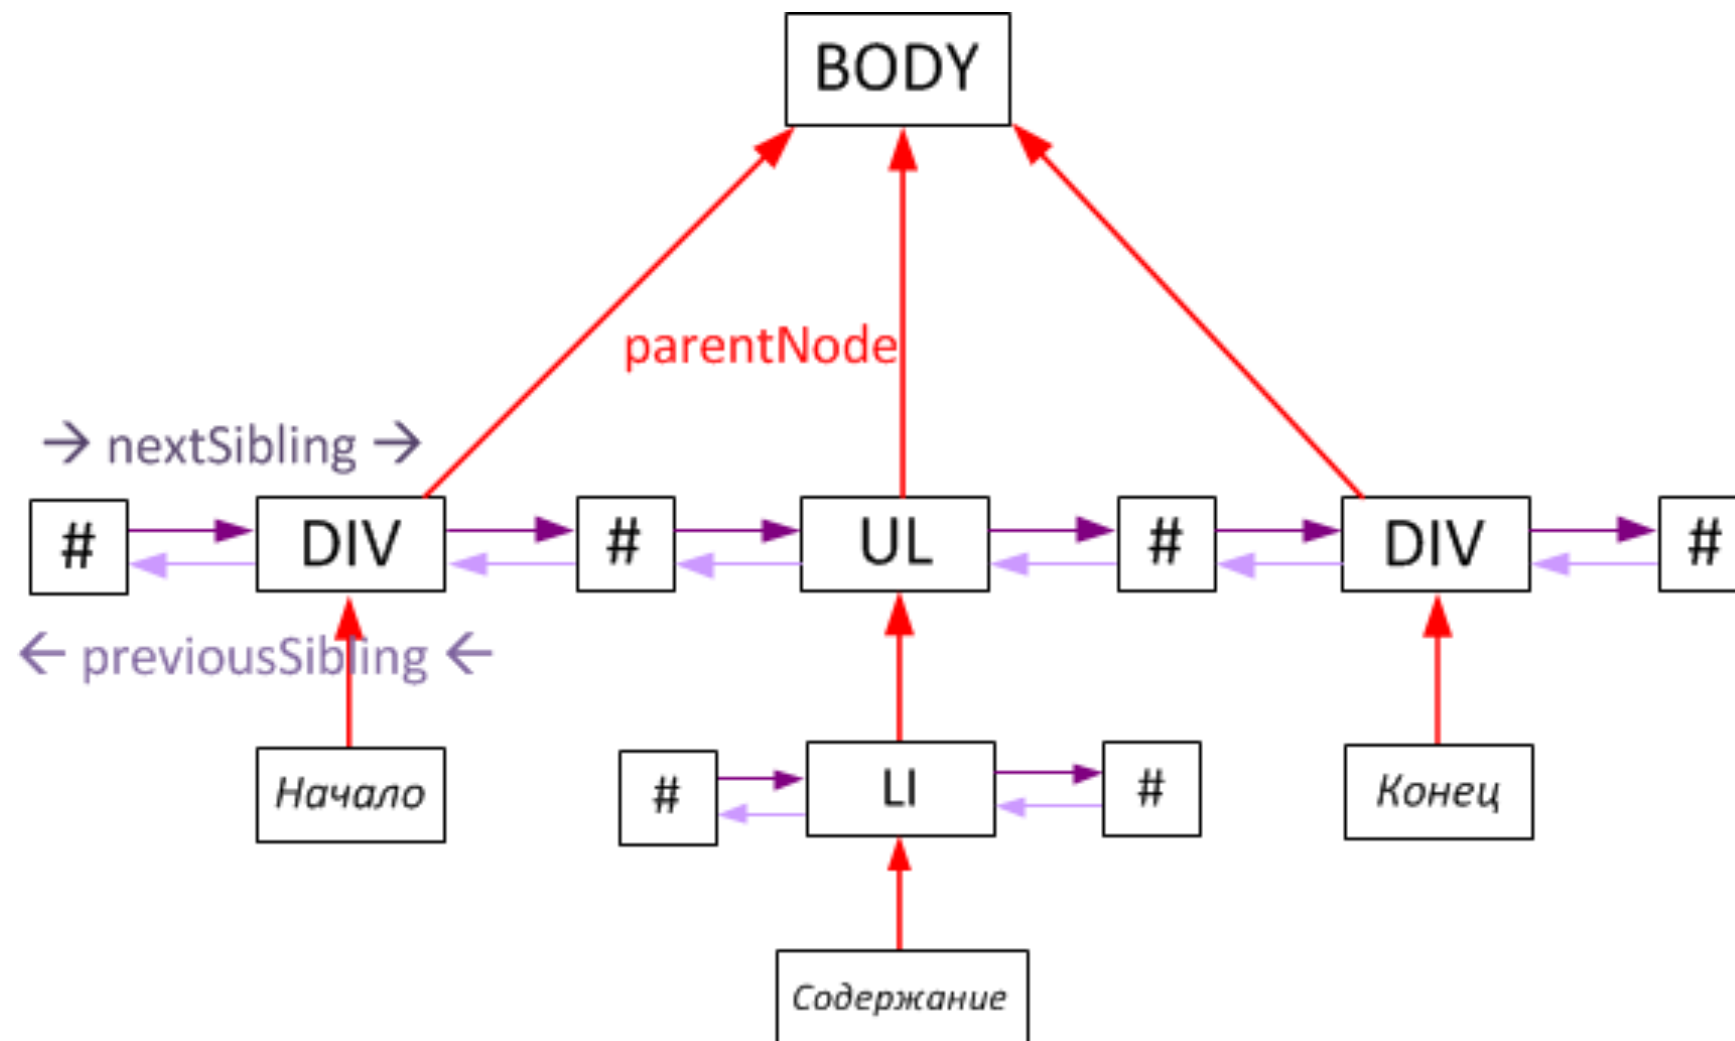 BODY
parentNode
→ nextSibling →
# DIV # UL # DIV #
← previousSibling ←
Начало # LI # Конец
Содержание